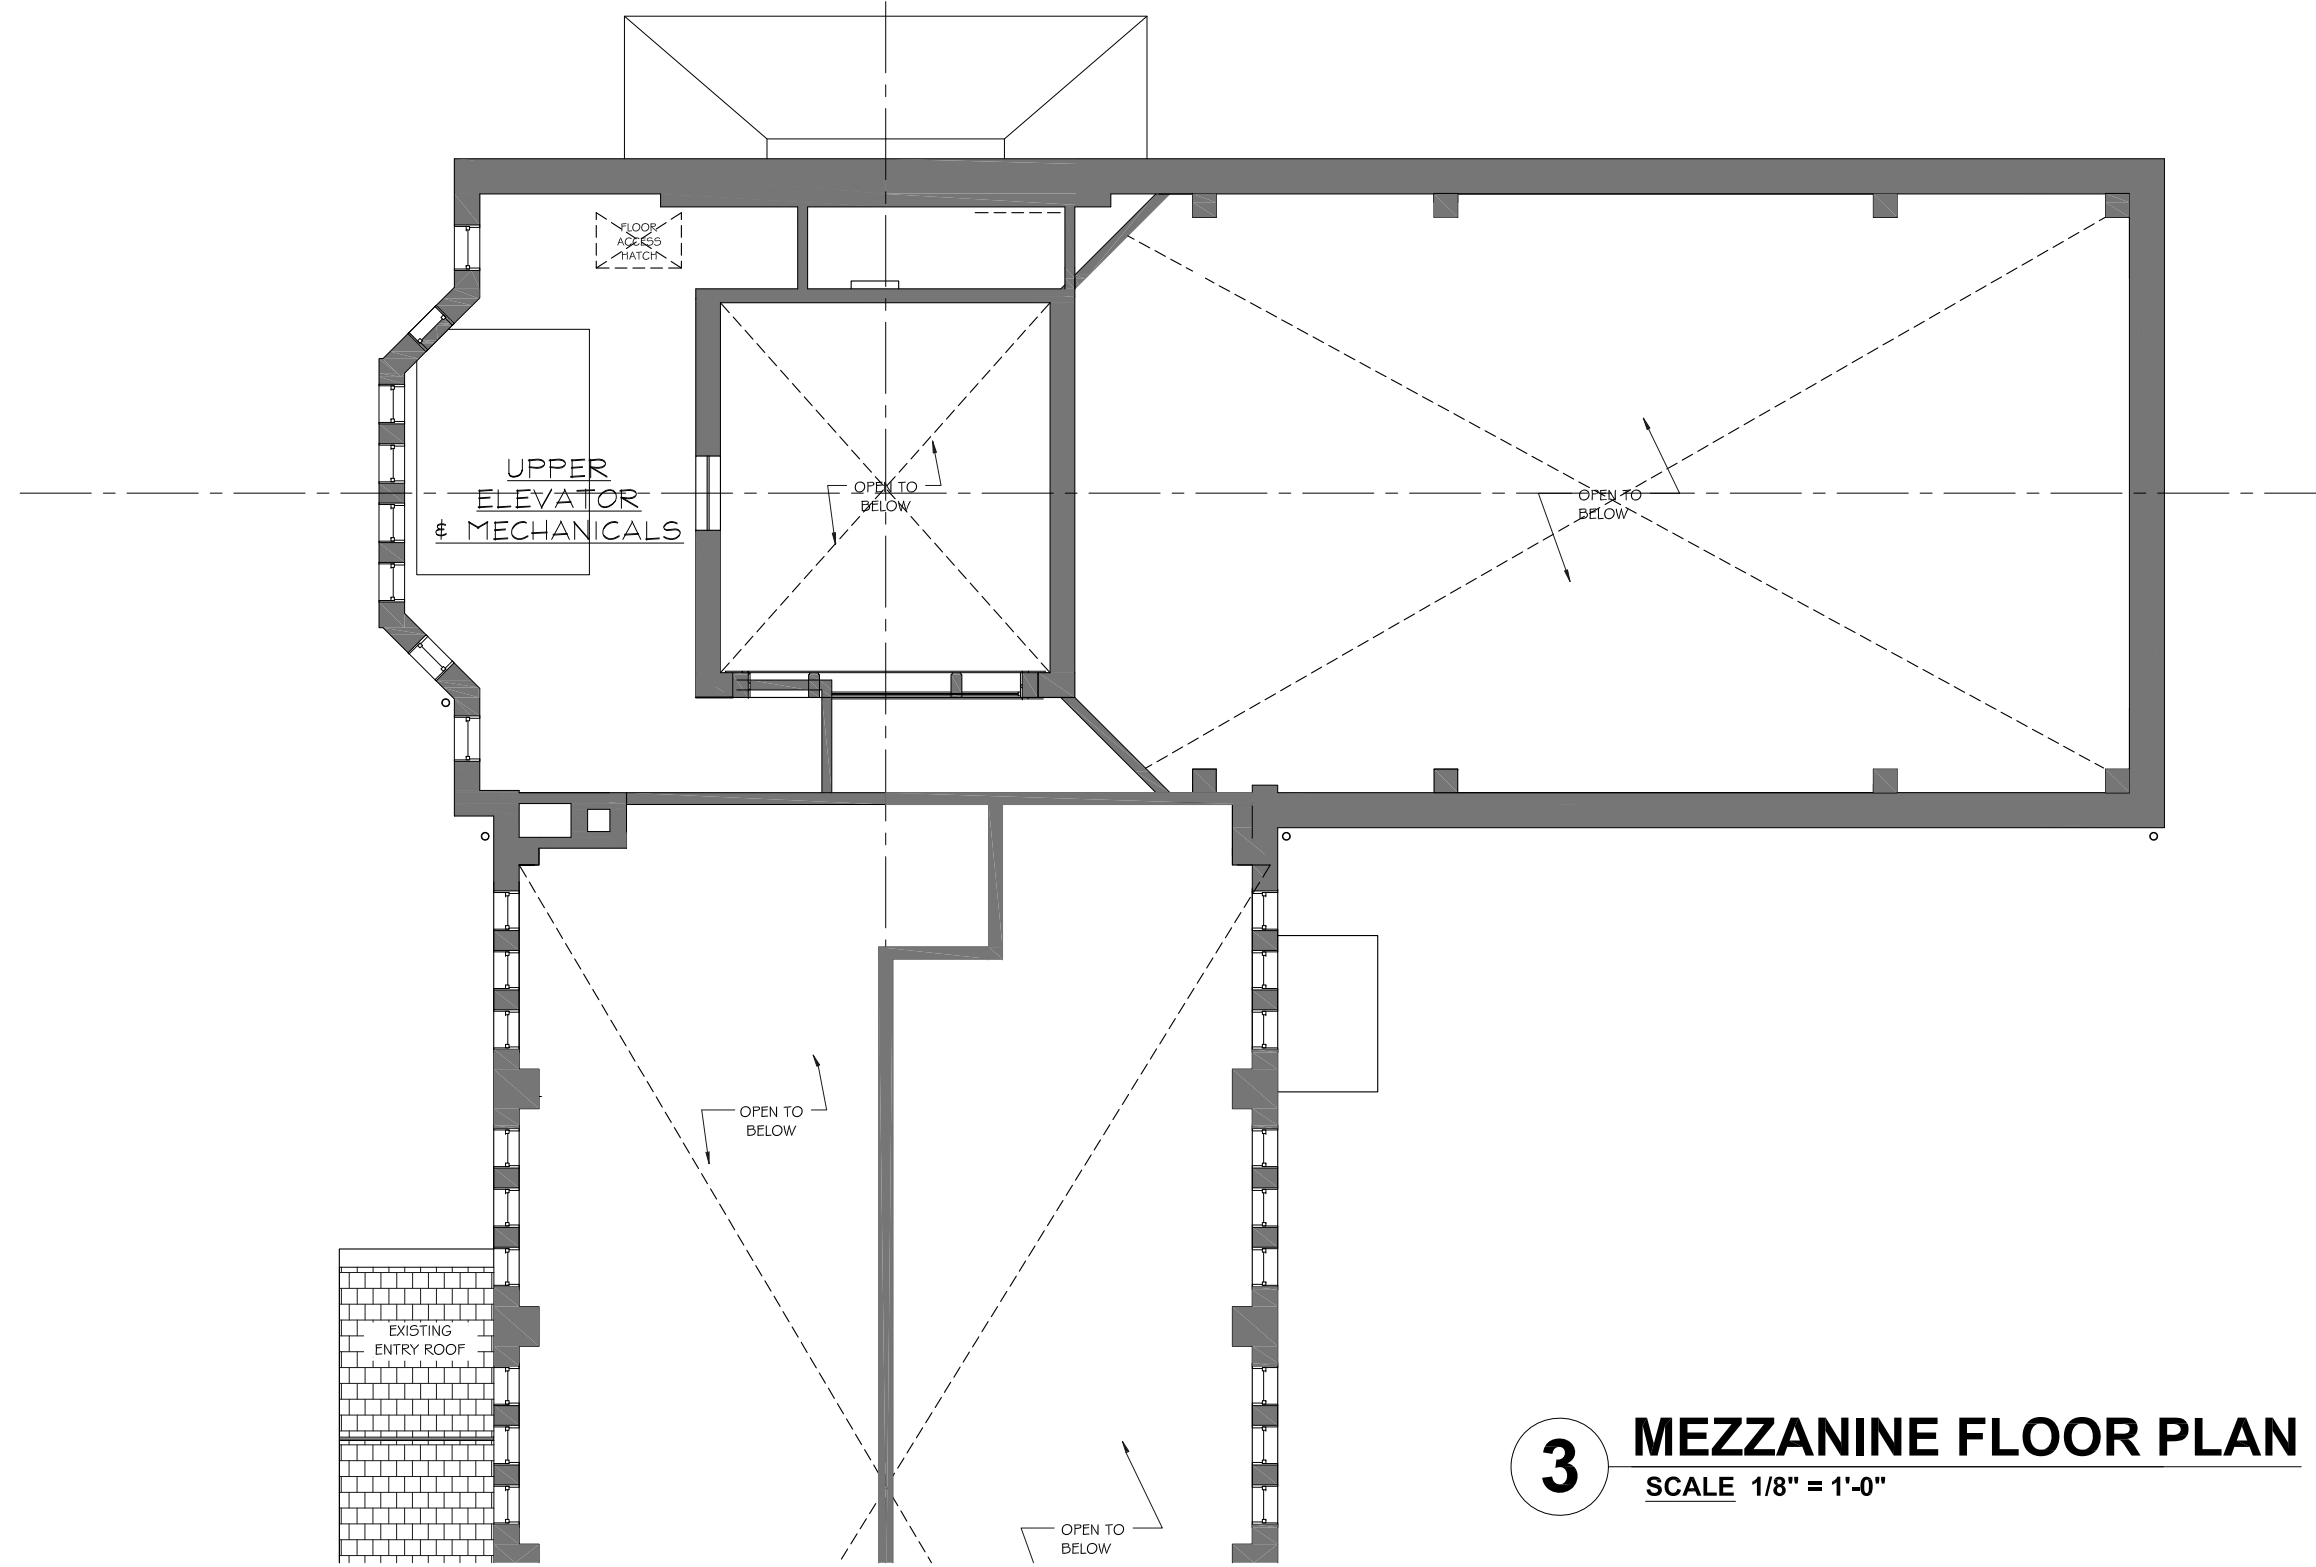 FLOOR
ACCESS
HATCH
UPPER
ELEVATOR
& MECHANICALS
OPEN TO
BELOW
OPEN TO
BELOW
OPEN TO
BELOW
EXISTING
ENTRY ROOF
OPEN TO
BELOW
3
MEZZANINE FLOOR PLAN
SCALE 1/8" = 1'-0"